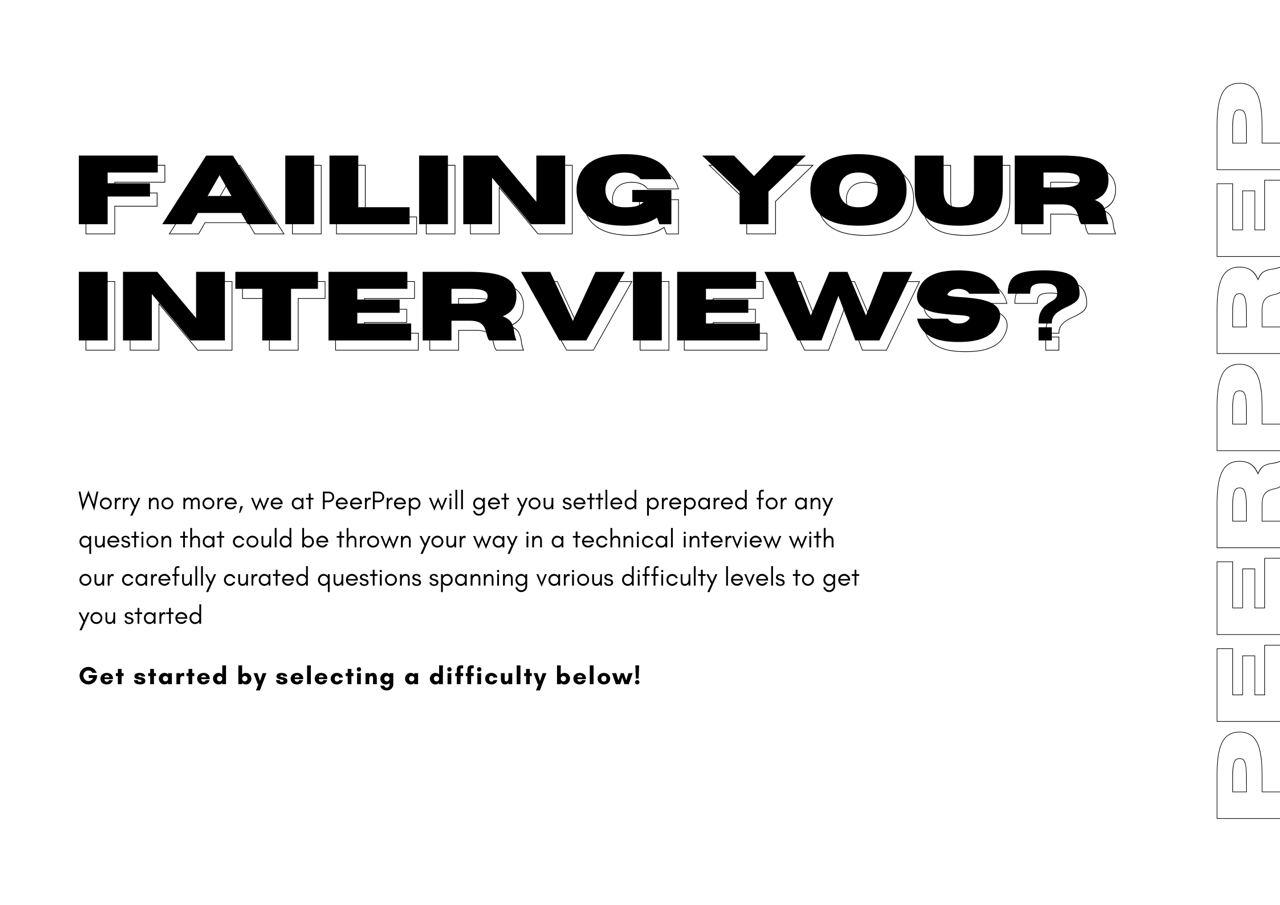 FAILING YOUR
INTERVIEWS?
Worry no more, we at PeerPrep will get you settled prepared for any
question that could be thrown your way in a technical interview with
our carefully curated questions spanning various difficulty levels to get
you started
Get started by selecting a difficulty below!
PEERPREP